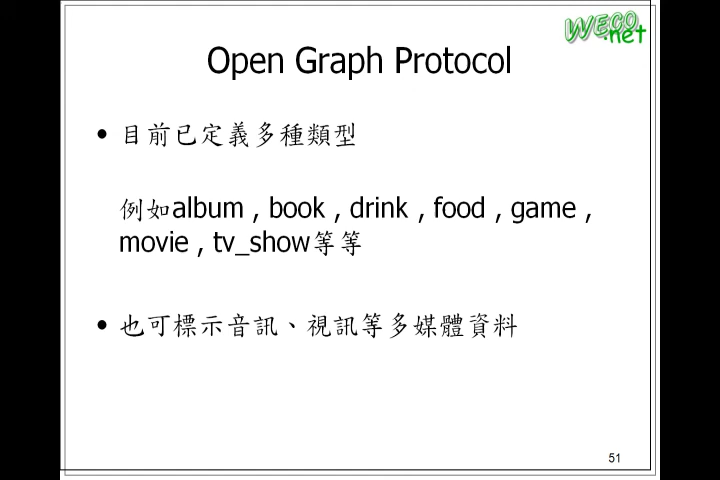 WECO.net
Open Graph Protocol
• 目前已定義多種類型
例如album , book , drink , food , game ,
movie , tv_show等等
• 也可標示音訊、視訊等多媒體資料
51